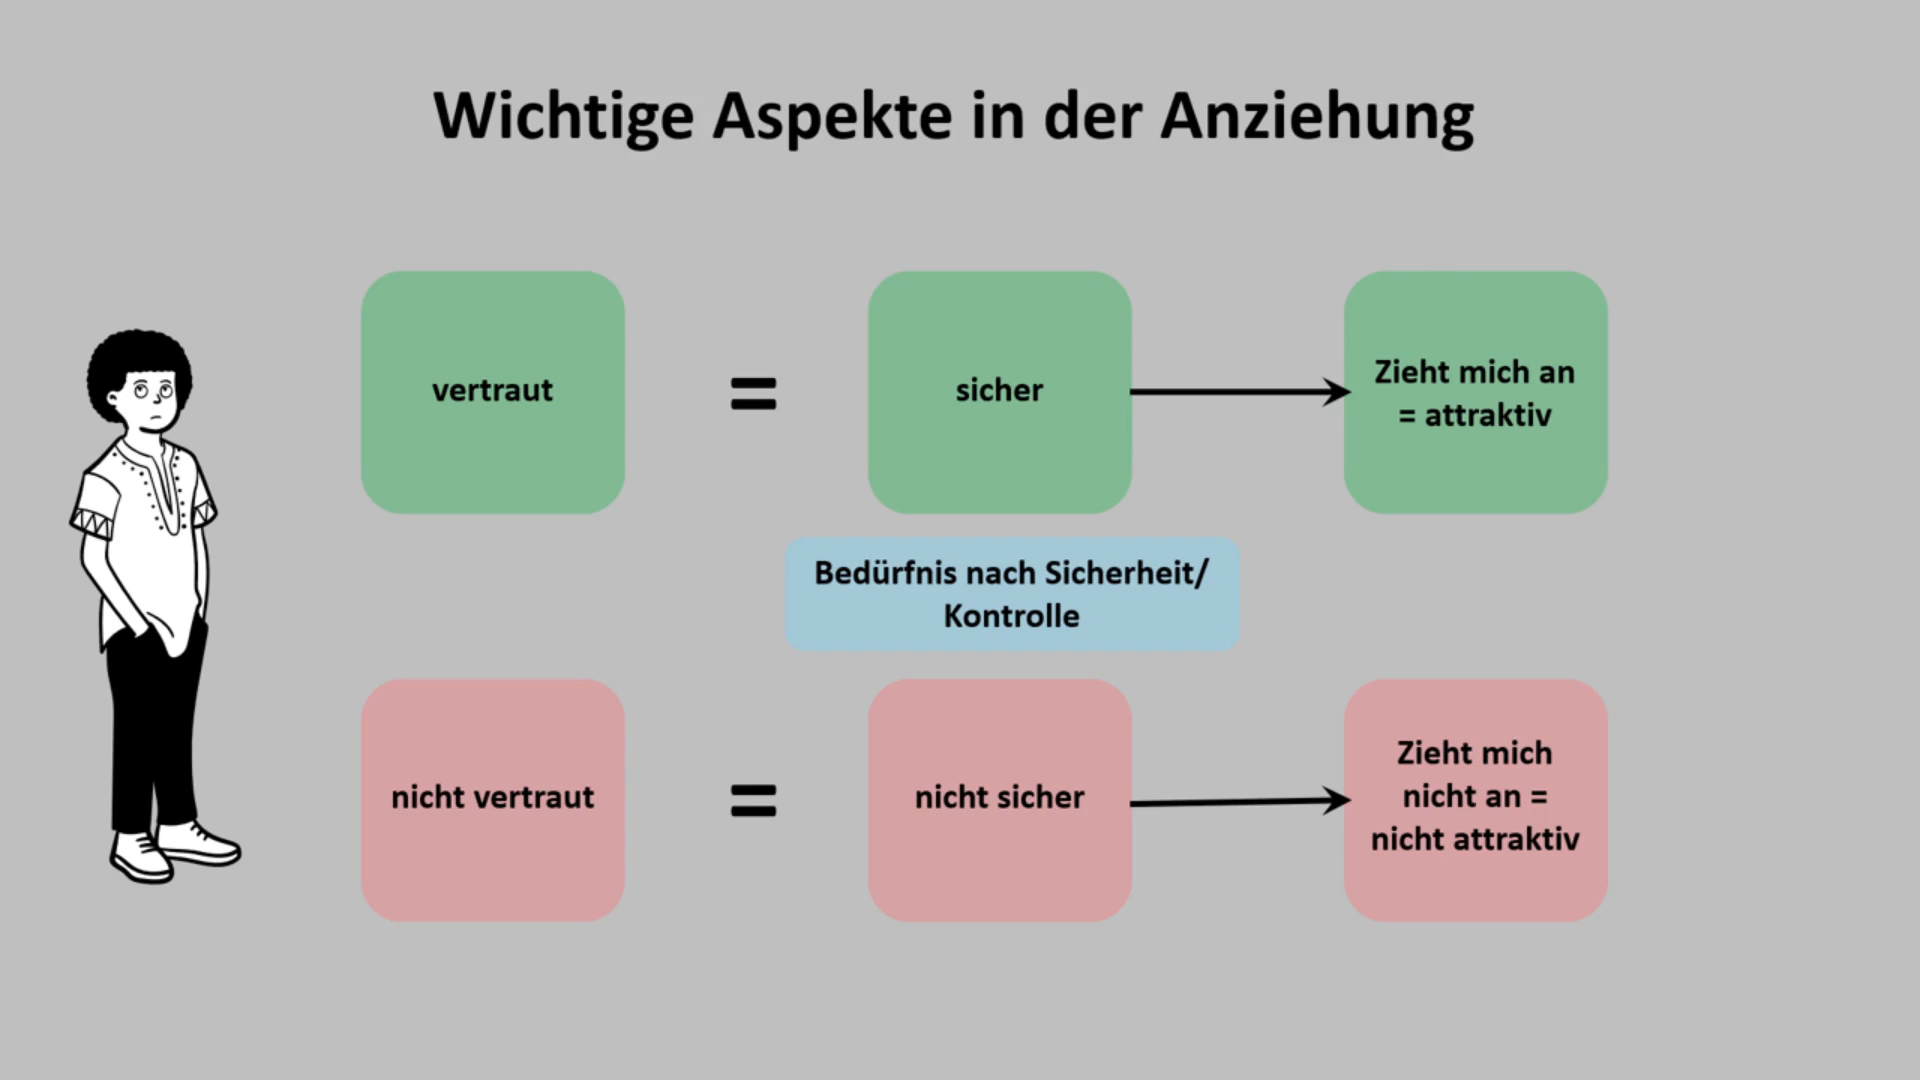 Wichtige Aspekte in der Anziehung
vertraut
=
sicher
Zieht mich an
= attraktiv
Bedürfnis nach Sicherheit/
Kontrolle
nicht vertraut
=
nicht sicher
Zieht mich
nicht an =
nicht attraktiv